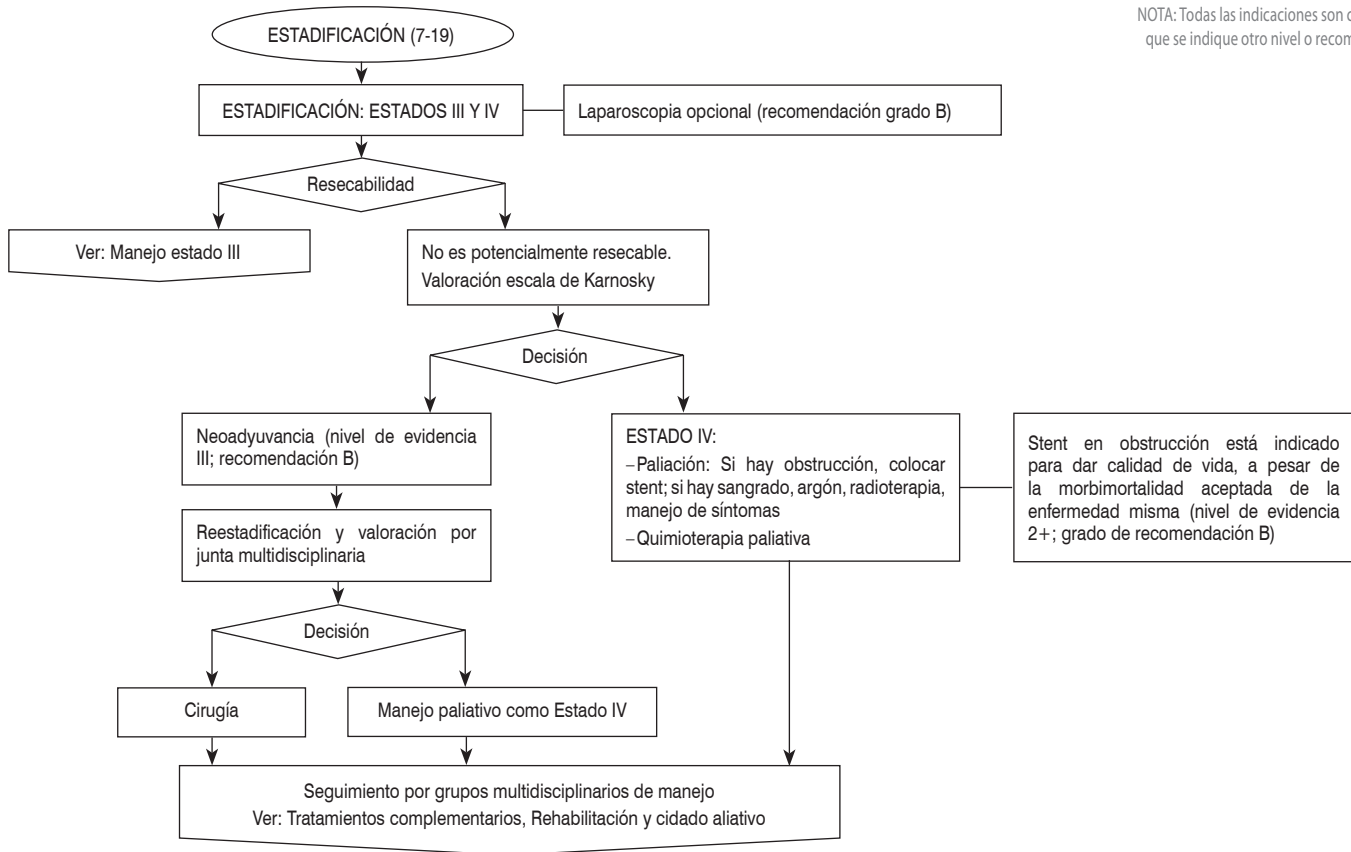 NOTA: Todas las indicaciones son
que se indique otro nivel o
ESTADIFICACIÓN (7-19)
ESTADIFICACIÓN: ESTADOS III Y IV
Laparoscopia opcional (recomendación grado B)
Resecabilidad
Ver: Manejo estado III
No es potencialmente resecable.
Valoración escala de Karnosky
Decisión
Neoadyuvancia (nivel de evidencia
III; recomendación B)
ESTADO IV:
–Paliación: Si hay obstrucción, colocar
stent; si hay sangrado, argón, radioterapia,
manejo de síntomas
–Quimioterapia paliativa
Stent en obstrucción está indicado
para dar calidad de vida, a pesar de
la morbimortalidad aceptada de la
enfermedad misma (nivel de evidencia
2+; grado de recomendación B)
Reestadificación y valoración por
junta multidisciplinaria
Decisión
Cirugía
Manejo paliativo como Estado IV
Seguimiento por grupos multidisciplinarios de manejo
Ver: Tratamientos complementarios, Rehabilitación y cidado aliativo